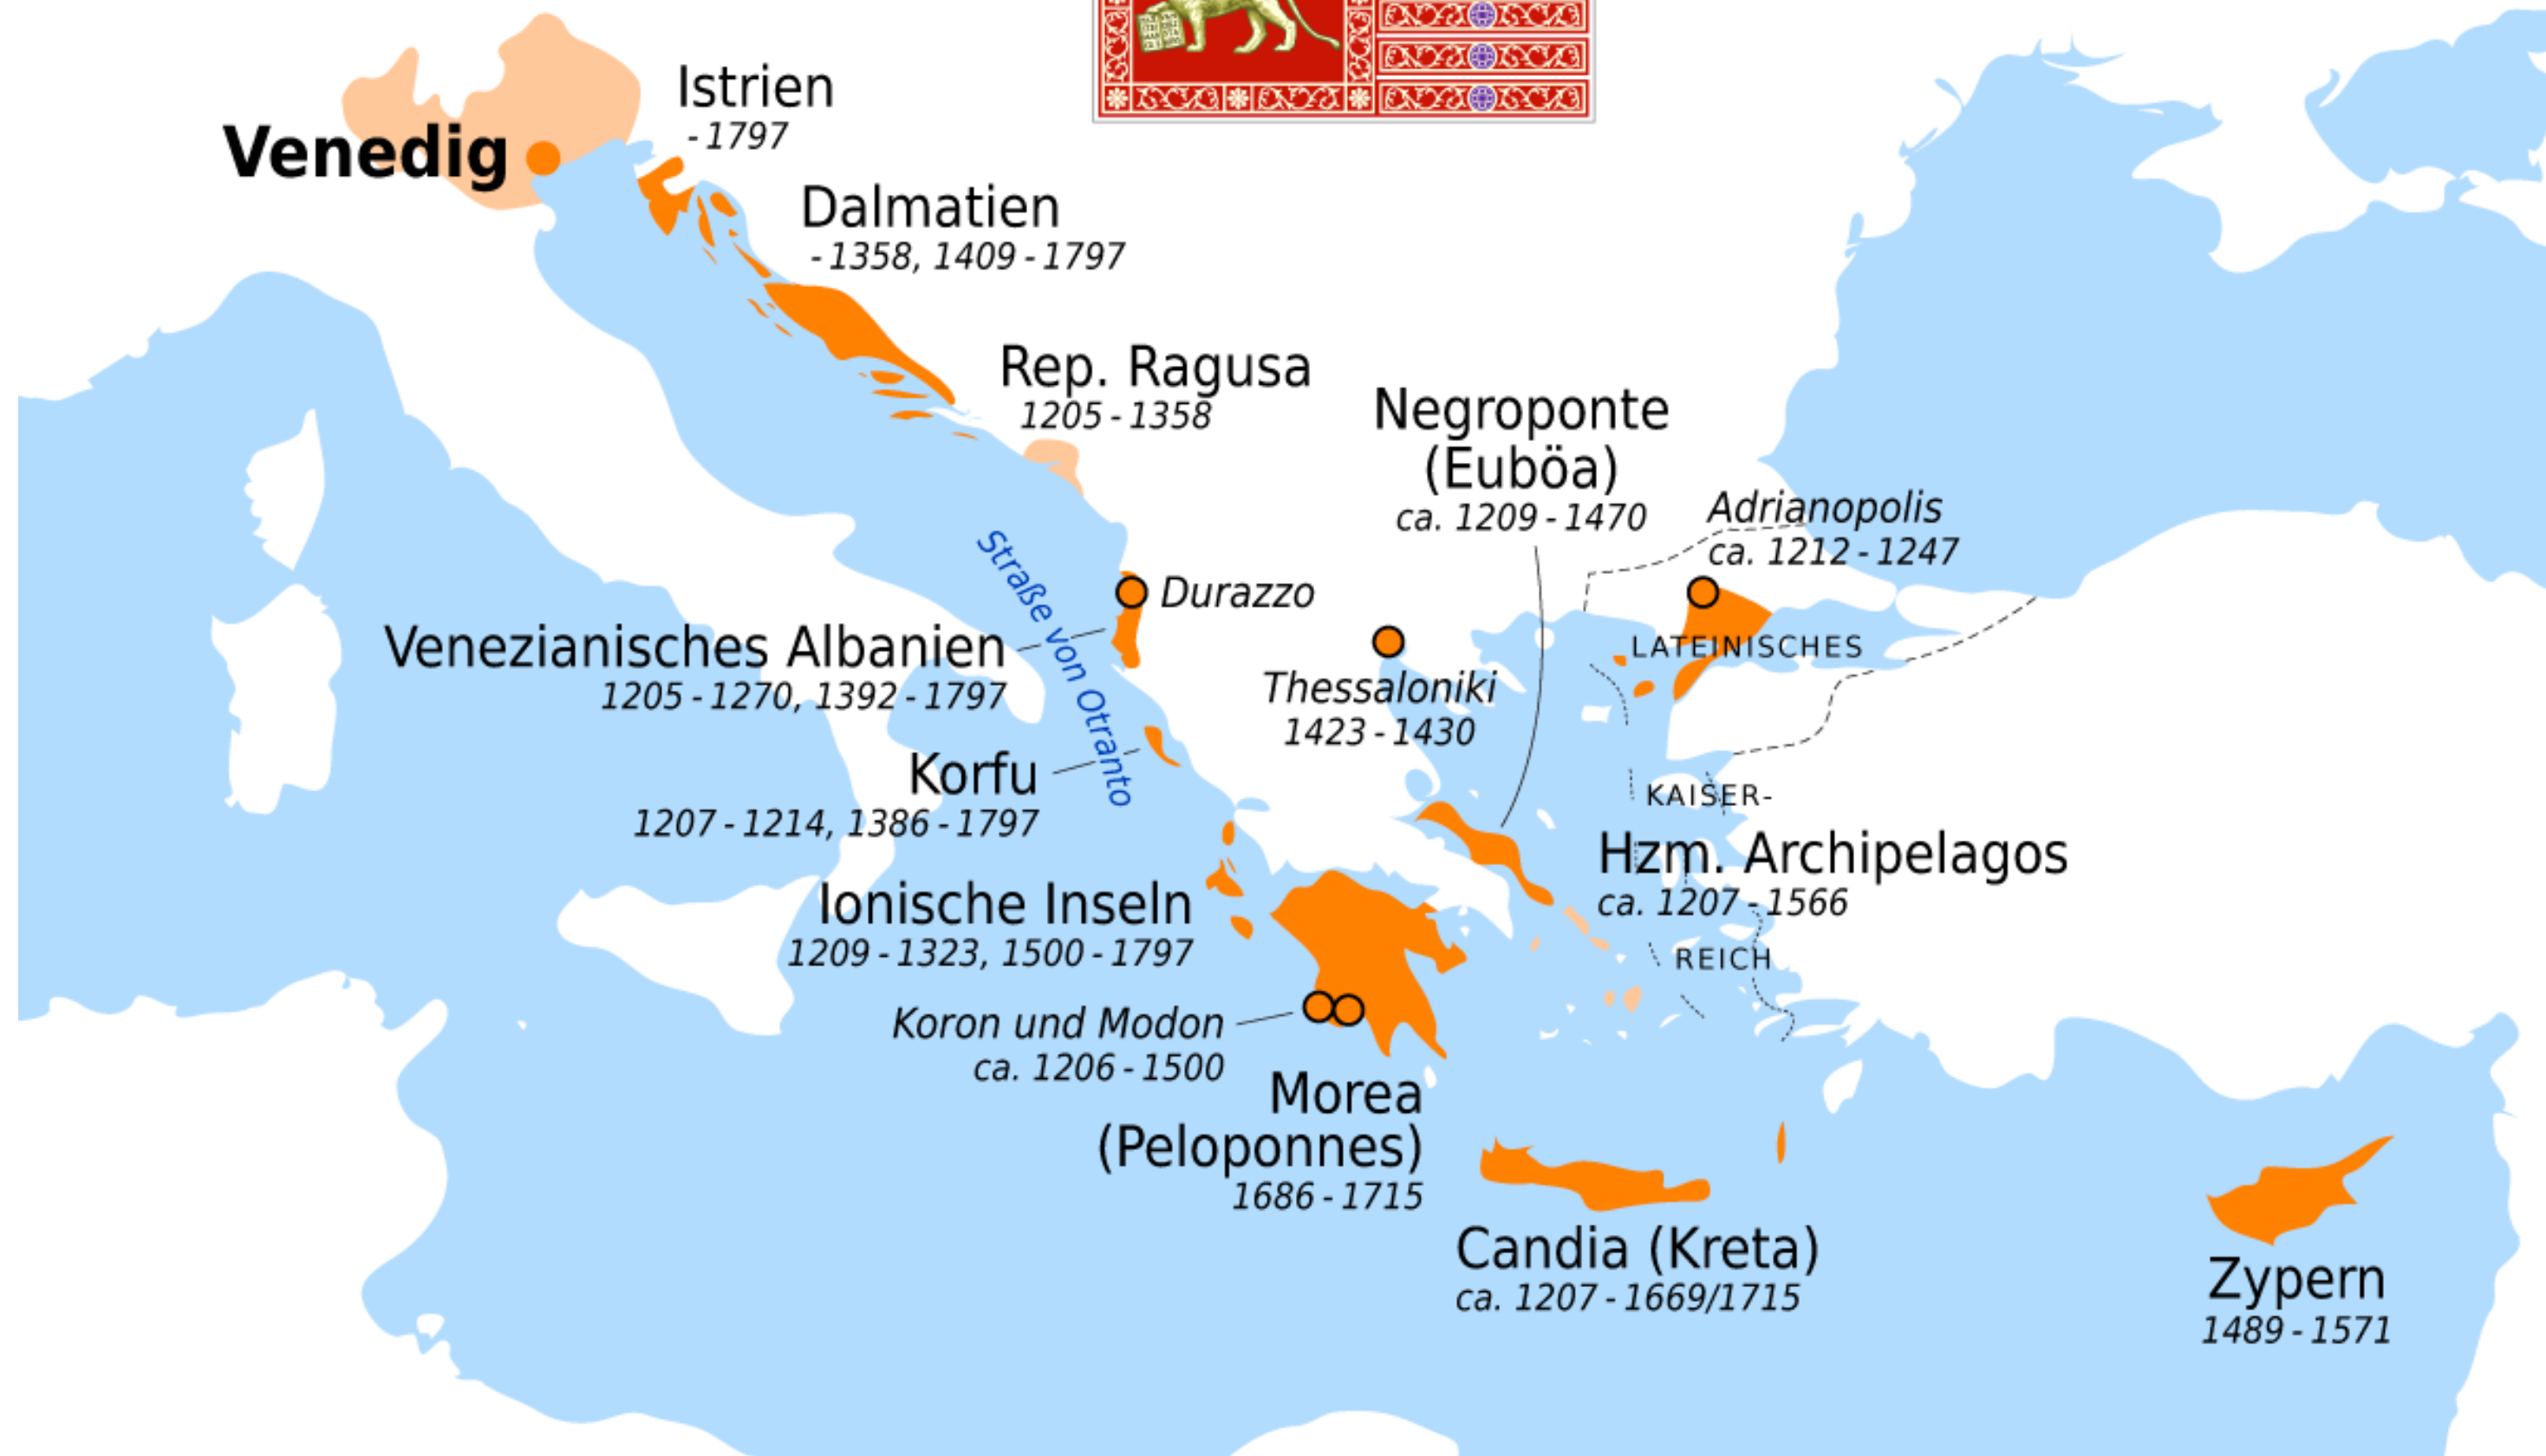 Istrien
- 1797
Venedig
Dalmatien
- 1358, 1409 - 1797
Rep. Ragusa
1205 - 1358
Negroponte
(Euböa)
ca. 1209 - 1470
Adrianopolis
ca. 1212 - 1247
Straße von Otranto
Durazzo
Venezianisches Albanien
1205 - 1270, 1392 - 1797
Thessaloniki
1423 - 1430
LATEINISCHES
KAISER-
REICH
Korfu
1207 - 1214, 1386 - 1797
Hzm. Archipelagos
ca. 1207 - 1566
Ionische Inseln
1209 - 1323, 1500 - 1797
Koron und Modon
ca. 1206 - 1500
Morea
(Peloponnes)
1686 - 1715
Candia (Kreta)
ca. 1207 - 1669/1715
Zypern
1489 - 1571